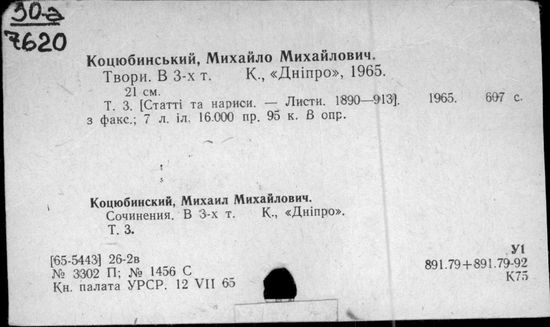 30-а
7620
Коцюбинський, Михайло Михайлович.
Твори. В 3-х т. К., «Дніпро», 1965.
21 см.
Т. 3. [Статті та нариси. — Листи. 1890—913]. 1965. 607 с.
з факс.; 7 л. іл. 16.000 пр. 95 к. В опр.
Коцюбинский, Михаил Михайлович.
Сочинения. В 3-х т. К., «Дніпро».
Т. 3.
[65-5443] 26-2в
№ 3302 П; № 1456 С
Кн. палата УРСР. 12 VII 65
У1
891.79+891.79-92
К75